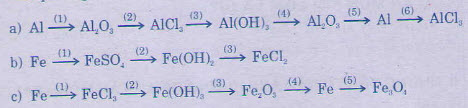 a) Al (1)→ Al₂O₃ (2)→ AlCl₃ (3)→ Al(OH)₃ (4)→ Al₂O₃ (5)→ Al (6)→ AlCl₃
b) Fe (1)→ FeSO₄ (2)→ Fe(OH)₂ (3)→ FeCl₂
c) Fe (1)→ FeCl₃ (2)→ Fe(OH)₃ (3)→ Fe₂O₃ (4)→ Fe (5)→ Fe₃O₄